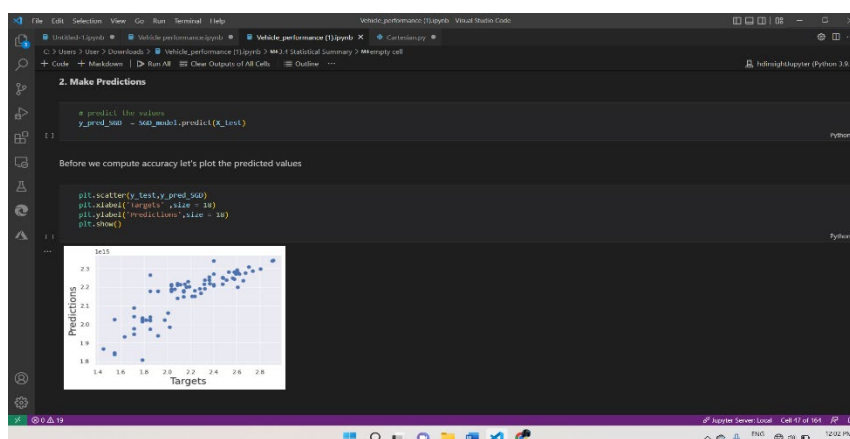 File Edit Selection View Go Run Terminal Help
Vehicle_performance (1).ipynb Visual Studio Code
Untitled-1.ipynb Vehicle performance.ipynb Vehicle_performance (1).ipynb Cartesian.py
C: > Users > User > Downloads > Vehicle_performance (1).ipynb > 3.4 Statistical Summary > empty cell
+ Code + Markdown Run All Clear Outputs of All Cells Outline ...
hdinsightJupyter (Python 3.9.
2. Make Predictions
# predict the values
y_pred_SGD = SGD_model.predict(X_test)
[ ]
Python
Before we compute accuracy let's plot the predicted values
plt.scatter(y_test,y_pred_SGD)
plt.xlabel('Targets' ,size = 18)
plt.ylabel('Predictions',size = 18)
plt.show()
[ ]
Python
...
1e15
2.3
2.2
2.1
2.0
1.9
1.8
Predictions
1.4 1.6 1.8 2.0 2.2 2.4 2.6 2.8
Targets
0 19
Jupyter Server: Local Cell 47 of 164
ENG
12:02 PM